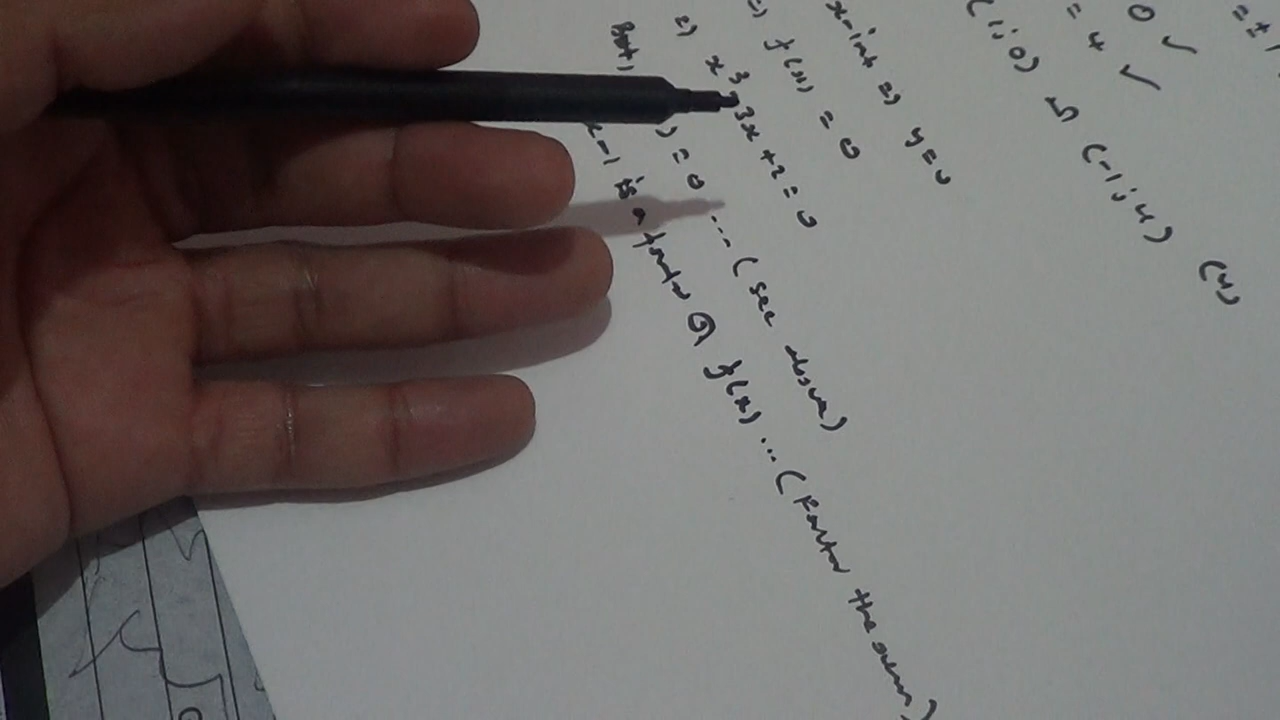 = ± 1
0 ✓
= 4 ✓
(1;0) & (-1;4) (4)
x-int => y=0
=> f(x) = 0
=> x³ 3x + 2 = 0
But ) = 0 ... (see above)
x-1 is a factor of f(x) ... (Factor theorem)